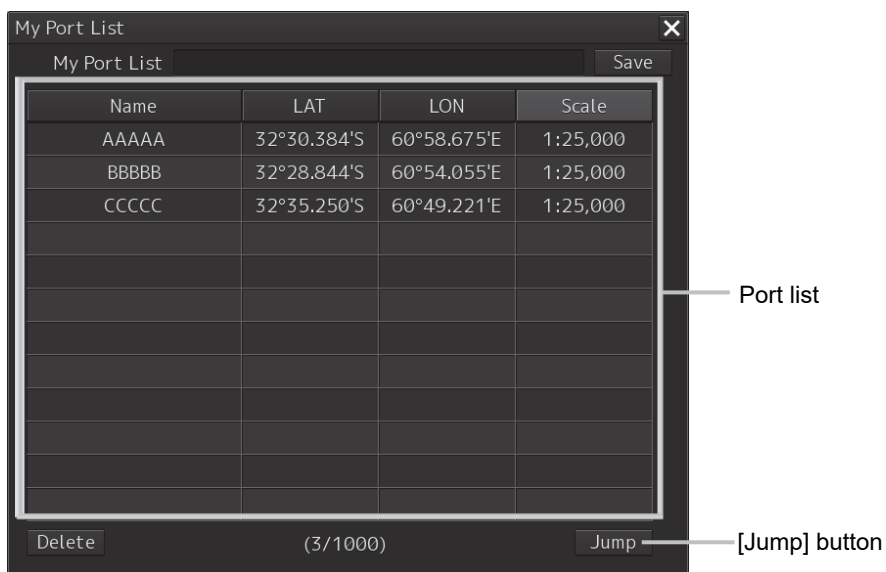 My Port List
My Port List Save
Name LAT LON Scale
AAAAA 32°30.384'S 60°58.675'E 1:25,000
BBBBB 32°28.844'S 60°54.055'E 1:25,000
CCCCC 32°35.250'S 60°49.221'E 1:25,000
Port list
Delete (3/1000) Jump [Jump] button